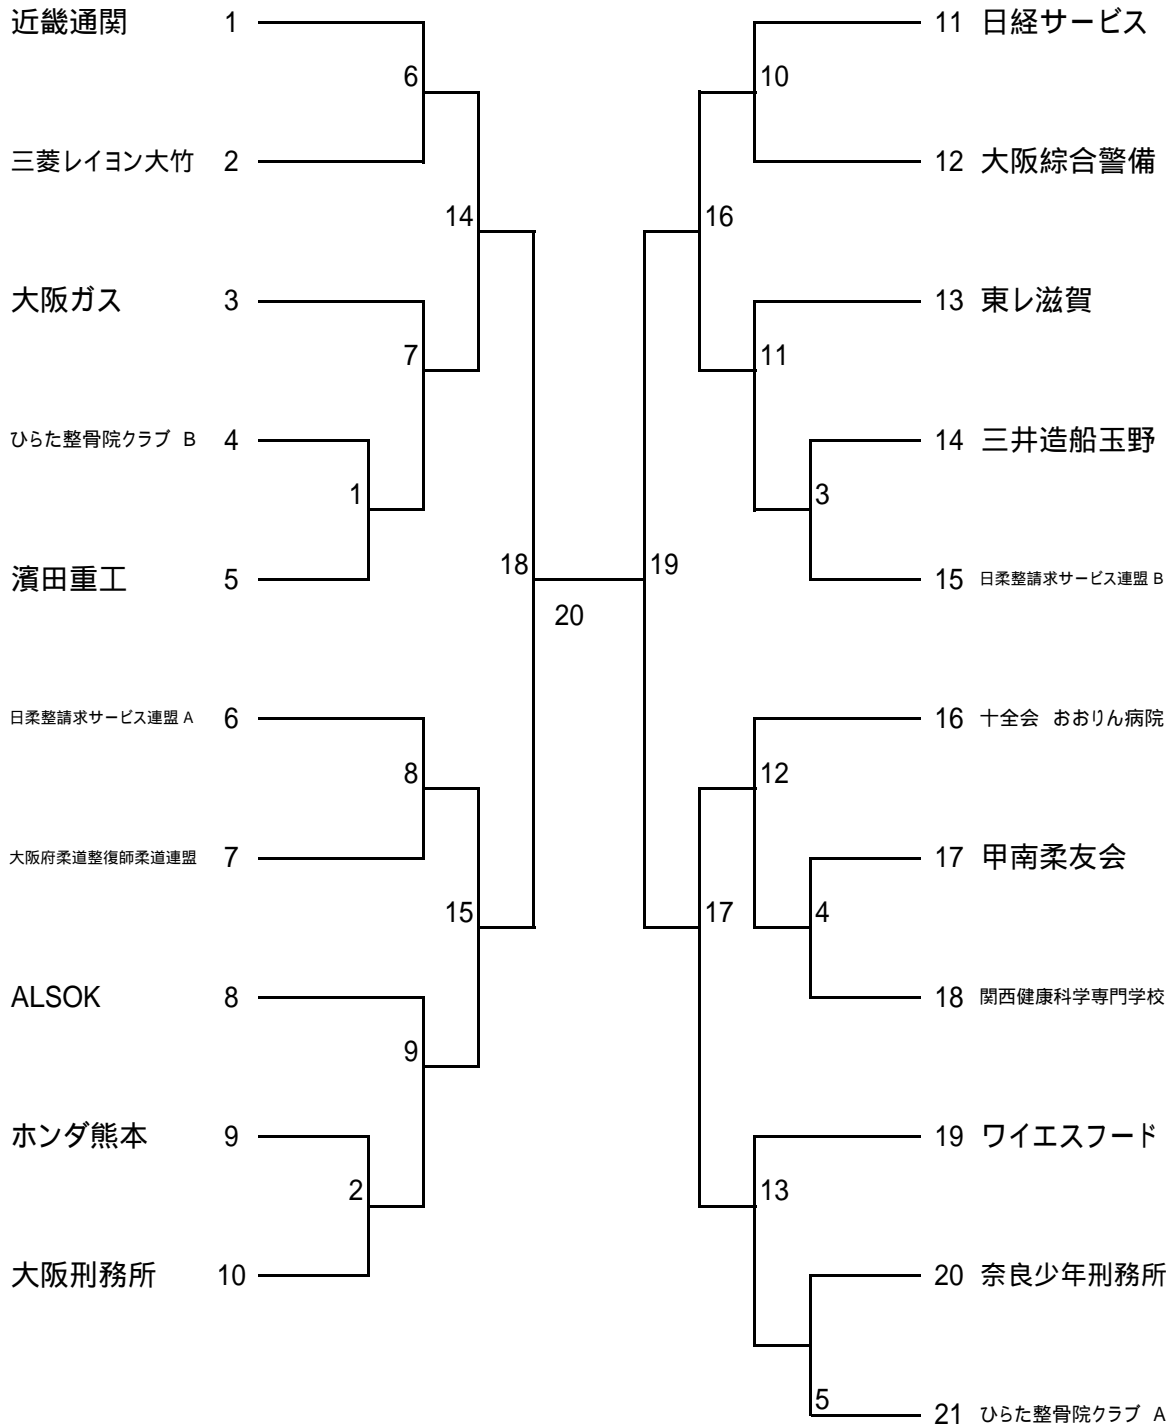 近畿通関 1
6
三菱レイヨン大竹 2
14
大阪ガス 3
7
ひらた整骨院クラブ B 4
1
濱田重工 5
18
20
日柔整請求サービス連盟 A 6
8
大阪府柔道整復師柔道連盟 7
15
ALSOK 8
9
ホンダ熊本 9
2
大阪刑務所 10
11 日経サービス
10
12 大阪綜合警備
16
13 東レ滋賀
11
14 三井造船玉野
3
15 日柔整請求サービス連盟 B
19
16 十全会 おおりん病院
12
17 甲南柔友会
4
17
18 関西健康科学専門学校
19 ワイエスフード
13
20 奈良少年刑務所
5
21 ひらた整骨院クラブ A